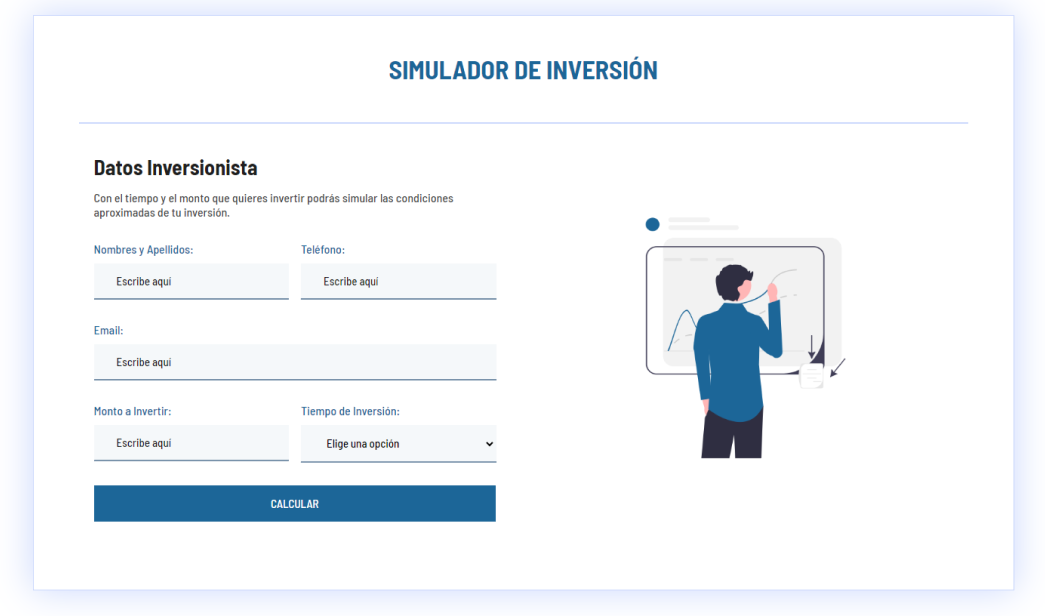 SIMULADOR DE INVERSIÓN
Datos Inversionista
Con el tiempo y el monto que quieres invertir podrás simular las condiciones
aproximadas de tu inversión.
Nombres y Apellidos:
Teléfono:
Escribe aquí
Escribe aquí
Email:
Escribe aquí
Monto a Invertir:
Tiempo de Inversión:
Escribe aquí
Elige una opción
CALCULAR